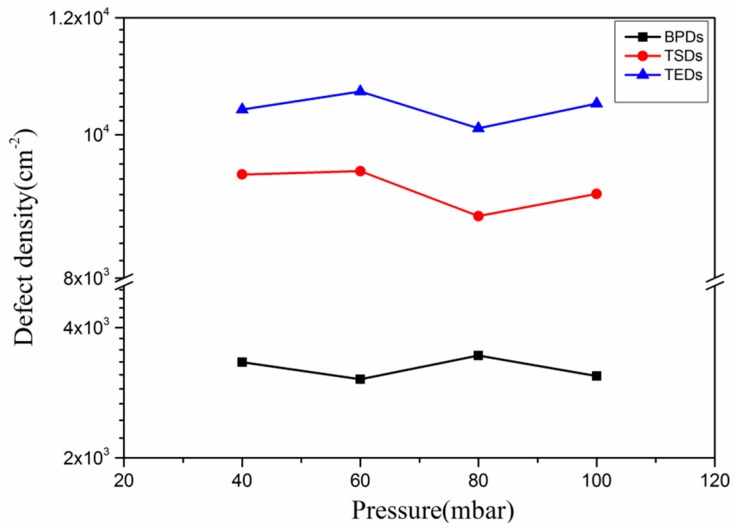 1.2x10⁴
10⁴
8x10³
4x10³
2x10³
Defect density(cm⁻²)
BPDs
TSDs
TEDs
20 40 60 80 100 120
Pressure(mbar)